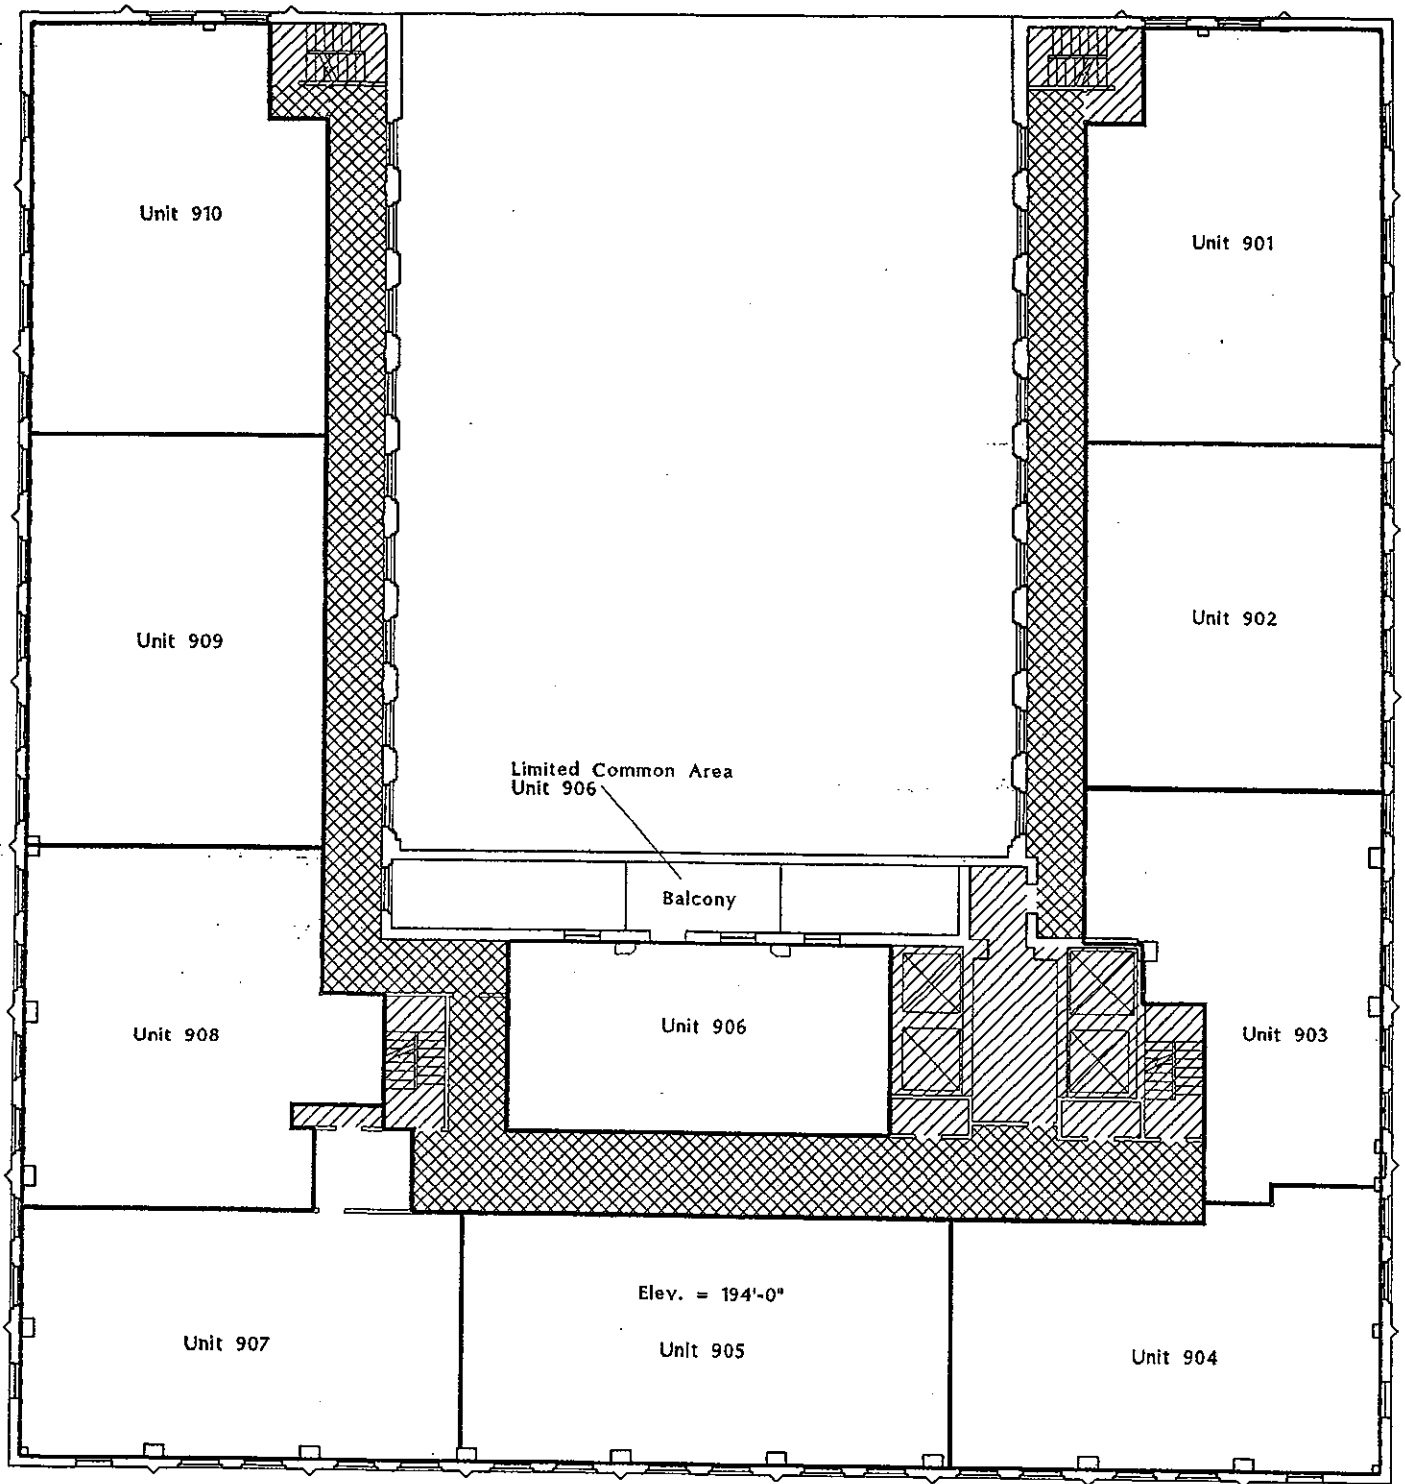 Unit 910
Unit 901
Unit 909
Unit 902
Limited Common Area
Unit 906
Balcony
Unit 906
Unit 908
Unit 903
Elev. = 194'-0"
Unit 907
Unit 905
Unit 904